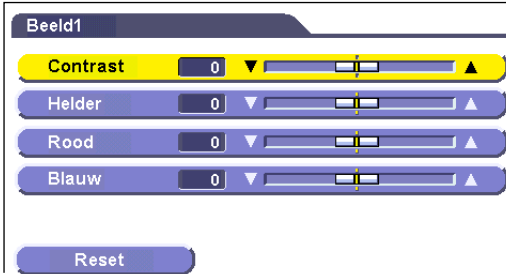 Beeld1
Contrast 0
Helder 0
Rood 0
Blauw 0
Reset